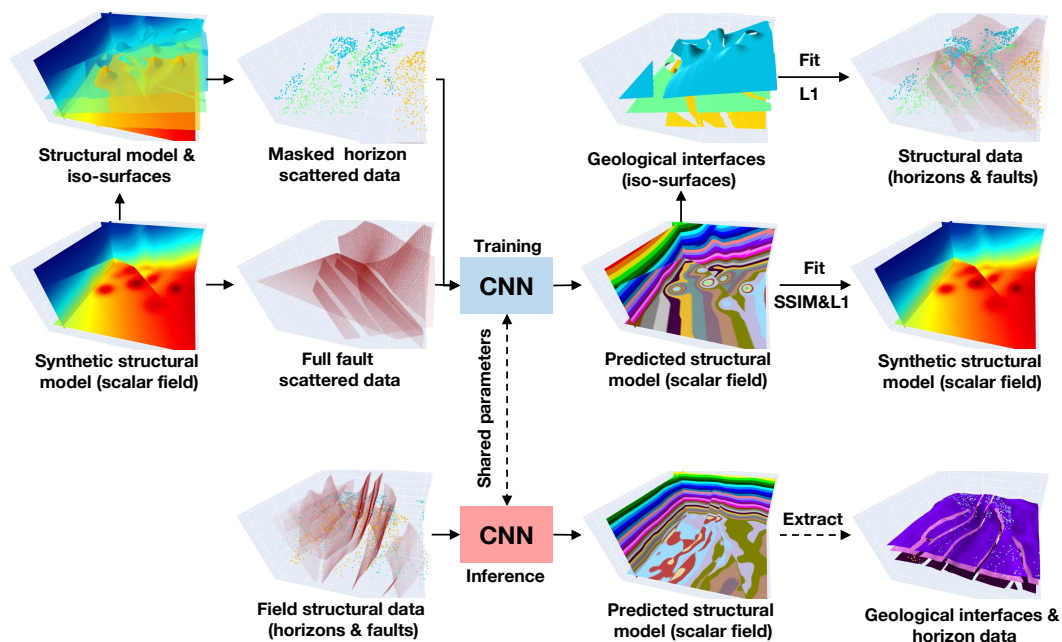 Structural model &
iso-surfaces
Masked horizon
scattered data
Geological interfaces
(iso-surfaces)
Fit
L1
Structural data
(horizons & faults)
Synthetic structural
model (scalar field)
Full fault
scattered data
Training
CNN
Predicted structural
model (scalar field)
Fit
SSIM&L1
Synthetic structural
model (scalar field)
Shared parameters
Field structural data
(horizons & faults)
CNN
Inference
Predicted structural
model (scalar field)
Extract
Geological interfaces &
horizon data